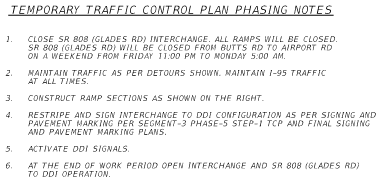 TEMPORARY TRAFFIC CONTROL PLAN PHASING NOTES
1. CLOSE SR 808 (GLADES RD) INTERCHANGE. ALL RAMPS WILL BE CLOSED.
SR 808 (GLADES RD) WILL BE CLOSED FROM BUTTS RD TO AIRPORT RD
ON A WEEKEND FROM FRIDAY 11:00 PM TO MONDAY 5:00 AM.
2. MAINTAIN TRAFFIC AS PER DETOURS SHOWN. MAINTAIN I-95 TRAFFIC
AT ALL TIMES.
3. CONSTRUCT RAMP SECTIONS AS SHOWN ON THE RIGHT.
4. RESTRIPE AND SIGN INTERCHANGE TO DDI CONFIGURATION AS PER SIGNING AND
PAVEMENT MARKING PER SEGMENT-3 PHASE-5 STEP-1 TCP AND FINAL SIGNING
AND PAVEMENT MARKING PLANS.
5. ACTIVATE DDI SIGNALS.
6. AT THE END OF WORK PERIOD OPEN INTERCHANGE AND SR 808 (GLADES RD)
TO DDI OPERATION.